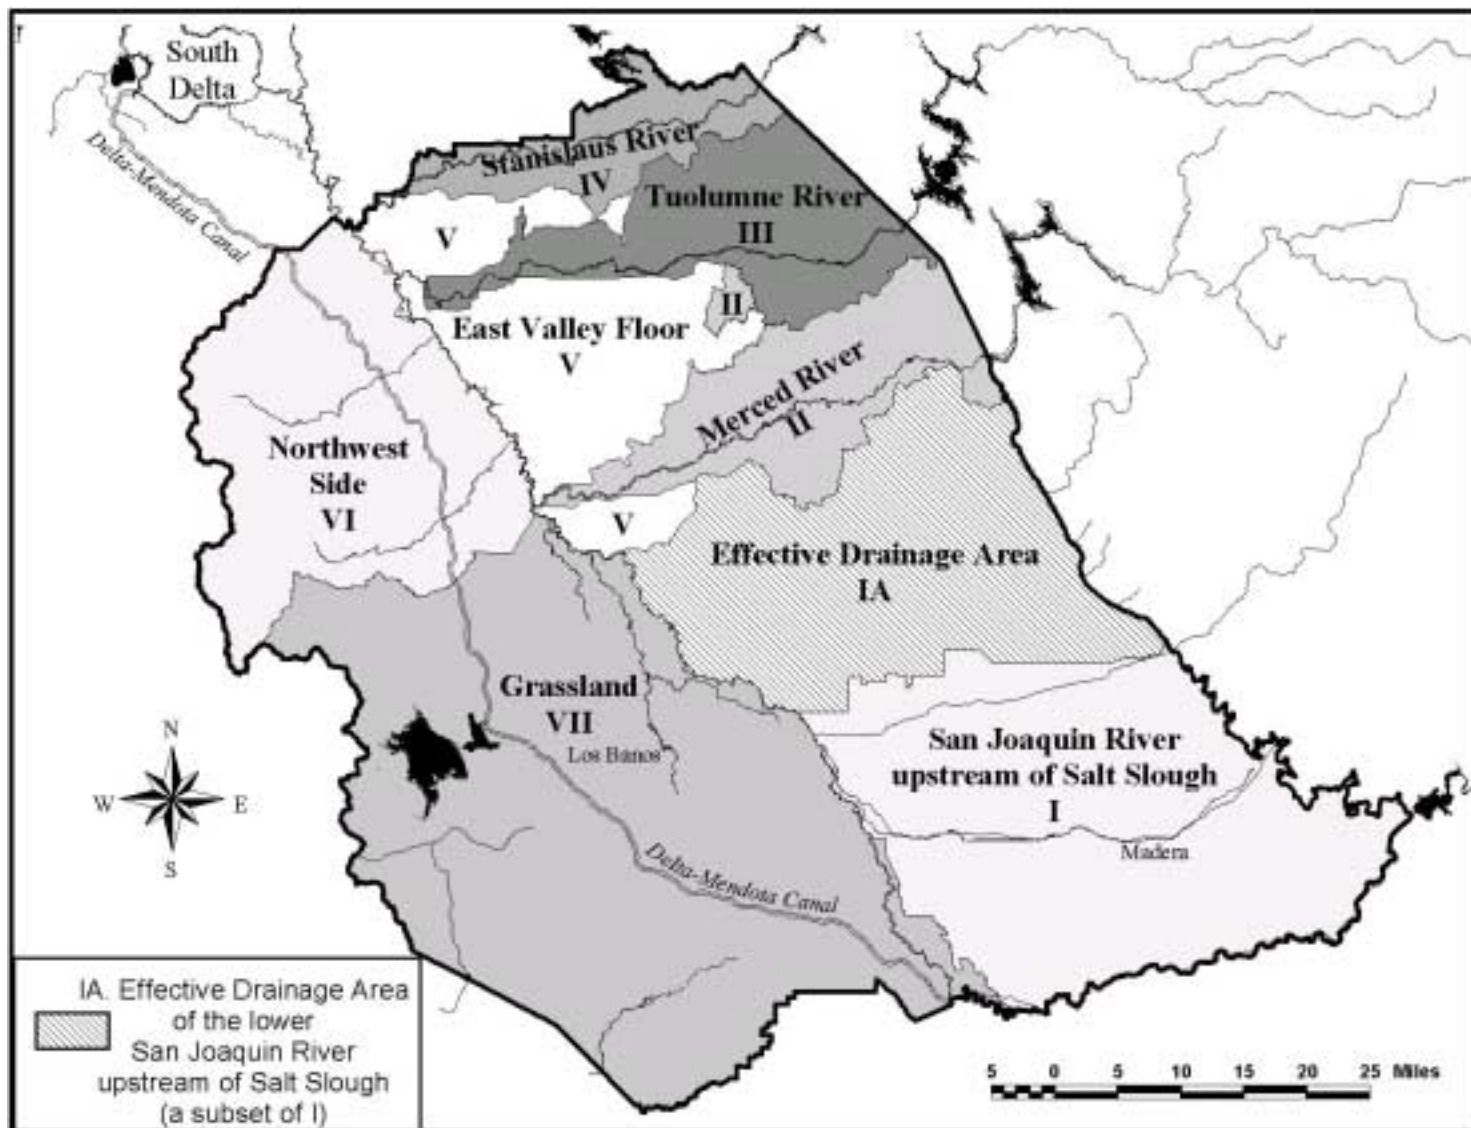 South
Delta
Delta-Mendota Canal
Stanislaus River
IV
Tuolumne River
III
V
II
East Valley Floor
V
Merced River
II
Northwest
Side
VI
V
Effective Drainage Area
IA
Grassland
VII
Los Banos
San Joaquin River
upstream of Salt Slough
I
Madera
Delta-Mendota Canal
N
W
E
S
IA. Effective Drainage Area
of the lower
San Joaquin River
upstream of Salt Slough
(a subset of I)
5 0 5 10 15 20 25 Miles